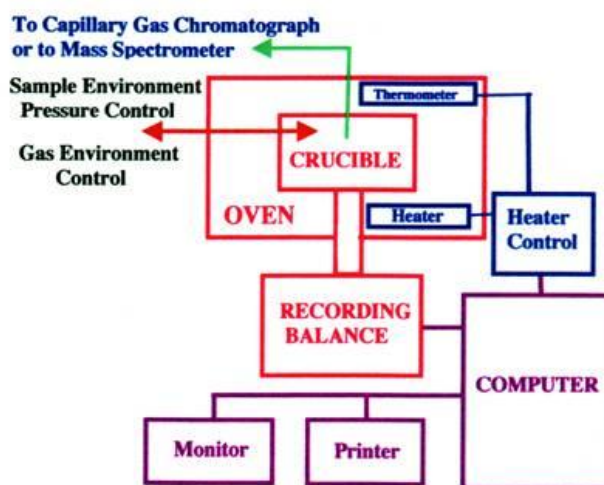 To Capillary Gas Chromatograph
or to Mass Spectrometer
Sample Environment
Pressure Control
Gas Environment
Control
Thermometer
CRUCIBLE
OVEN
Heater
Heater
Control
RECORDING
BALANCE
COMPUTER
Monitor
Printer